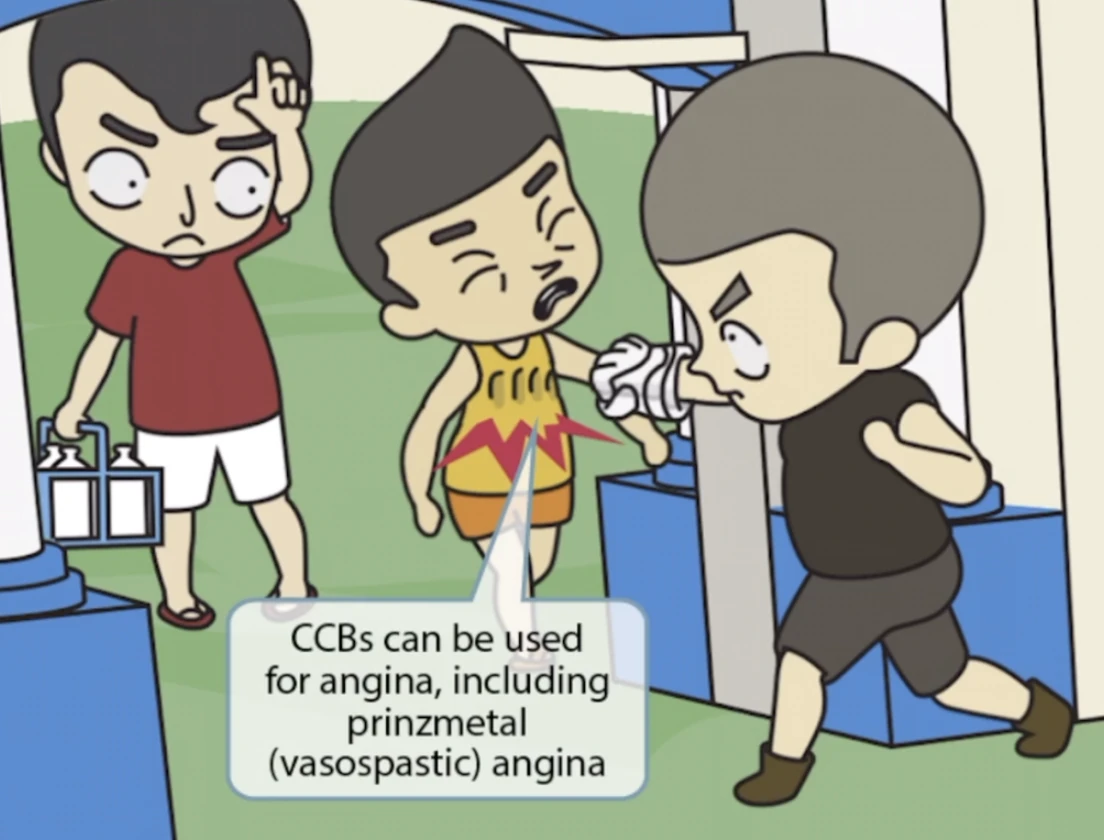 CCBs can be used
for angina, including
prinzmetal
(vasospastic) angina